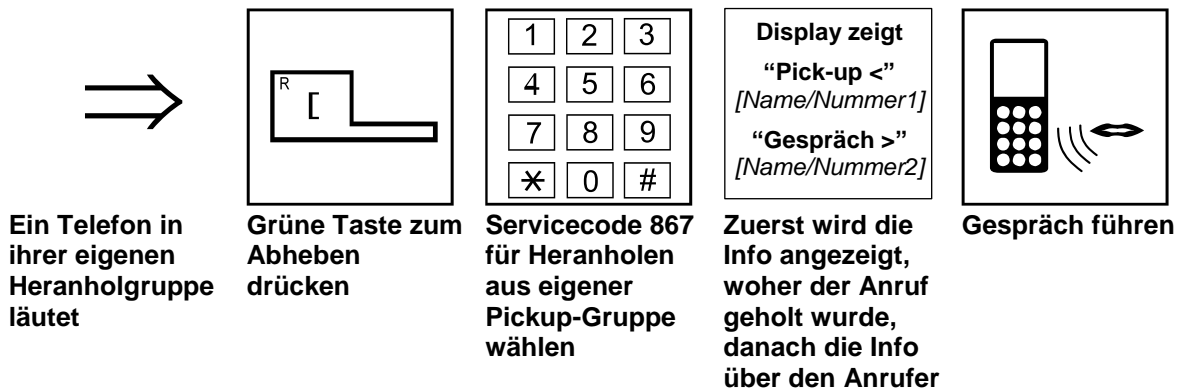 R
[
1 2 3
4 5 6
7 8 9
* 0 #
Display zeigt
“Pick-up <”
[Name/Nummer1]
“Gespräch >”
[Name/Nummer2]
Ein Telefon in
ihrer eigenen
Heranholgruppe
läutet
Grüne Taste zum
Abheben
drücken
Servicecode 867
für Heranholen
aus eigener
Pickup-Gruppe
wählen
Zuerst wird die
Info angezeigt,
woher der Anruf
geholt wurde,
danach die Info
über den Anrufer
Gespräch führen